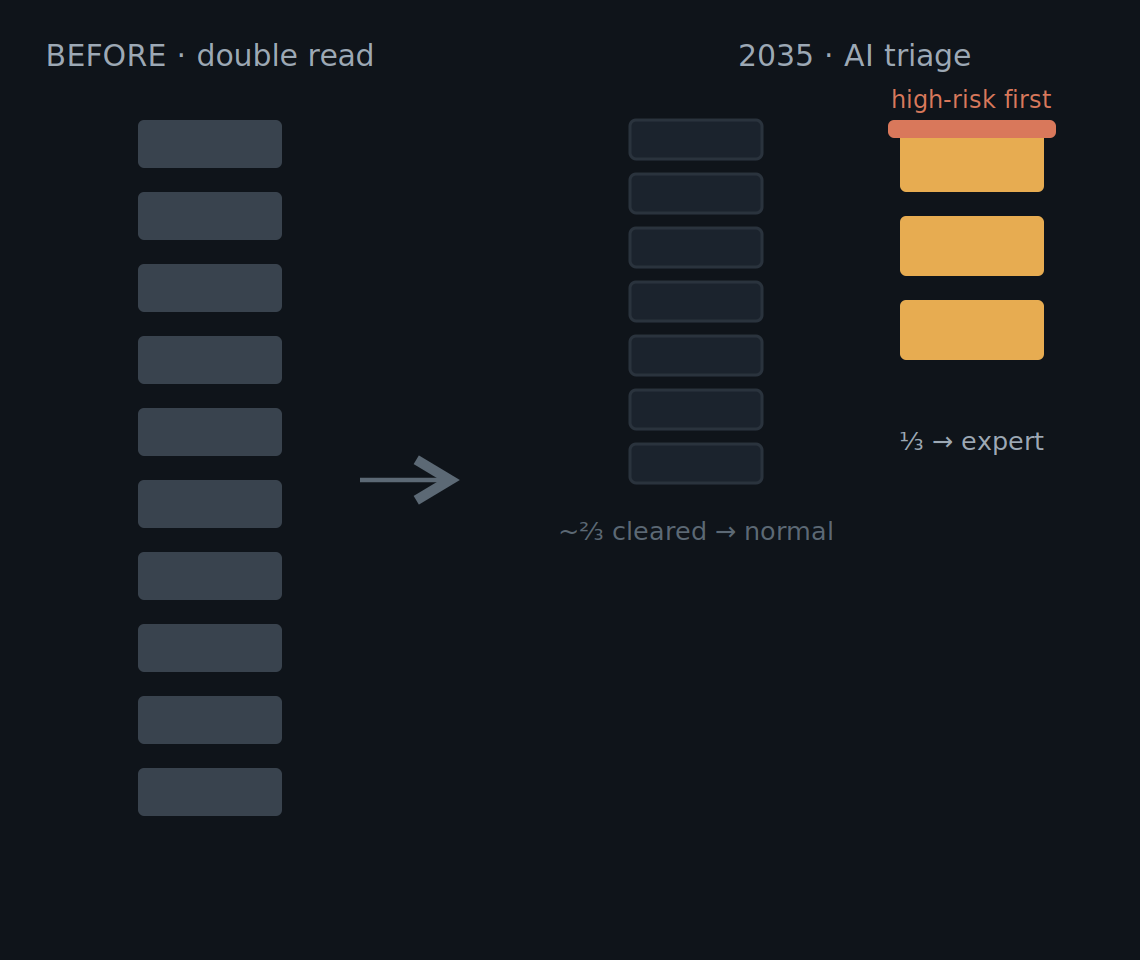 BEFORE · double read
2035 · AI triage
high-risk first
⅓ → expert
~⅔ cleared → normal